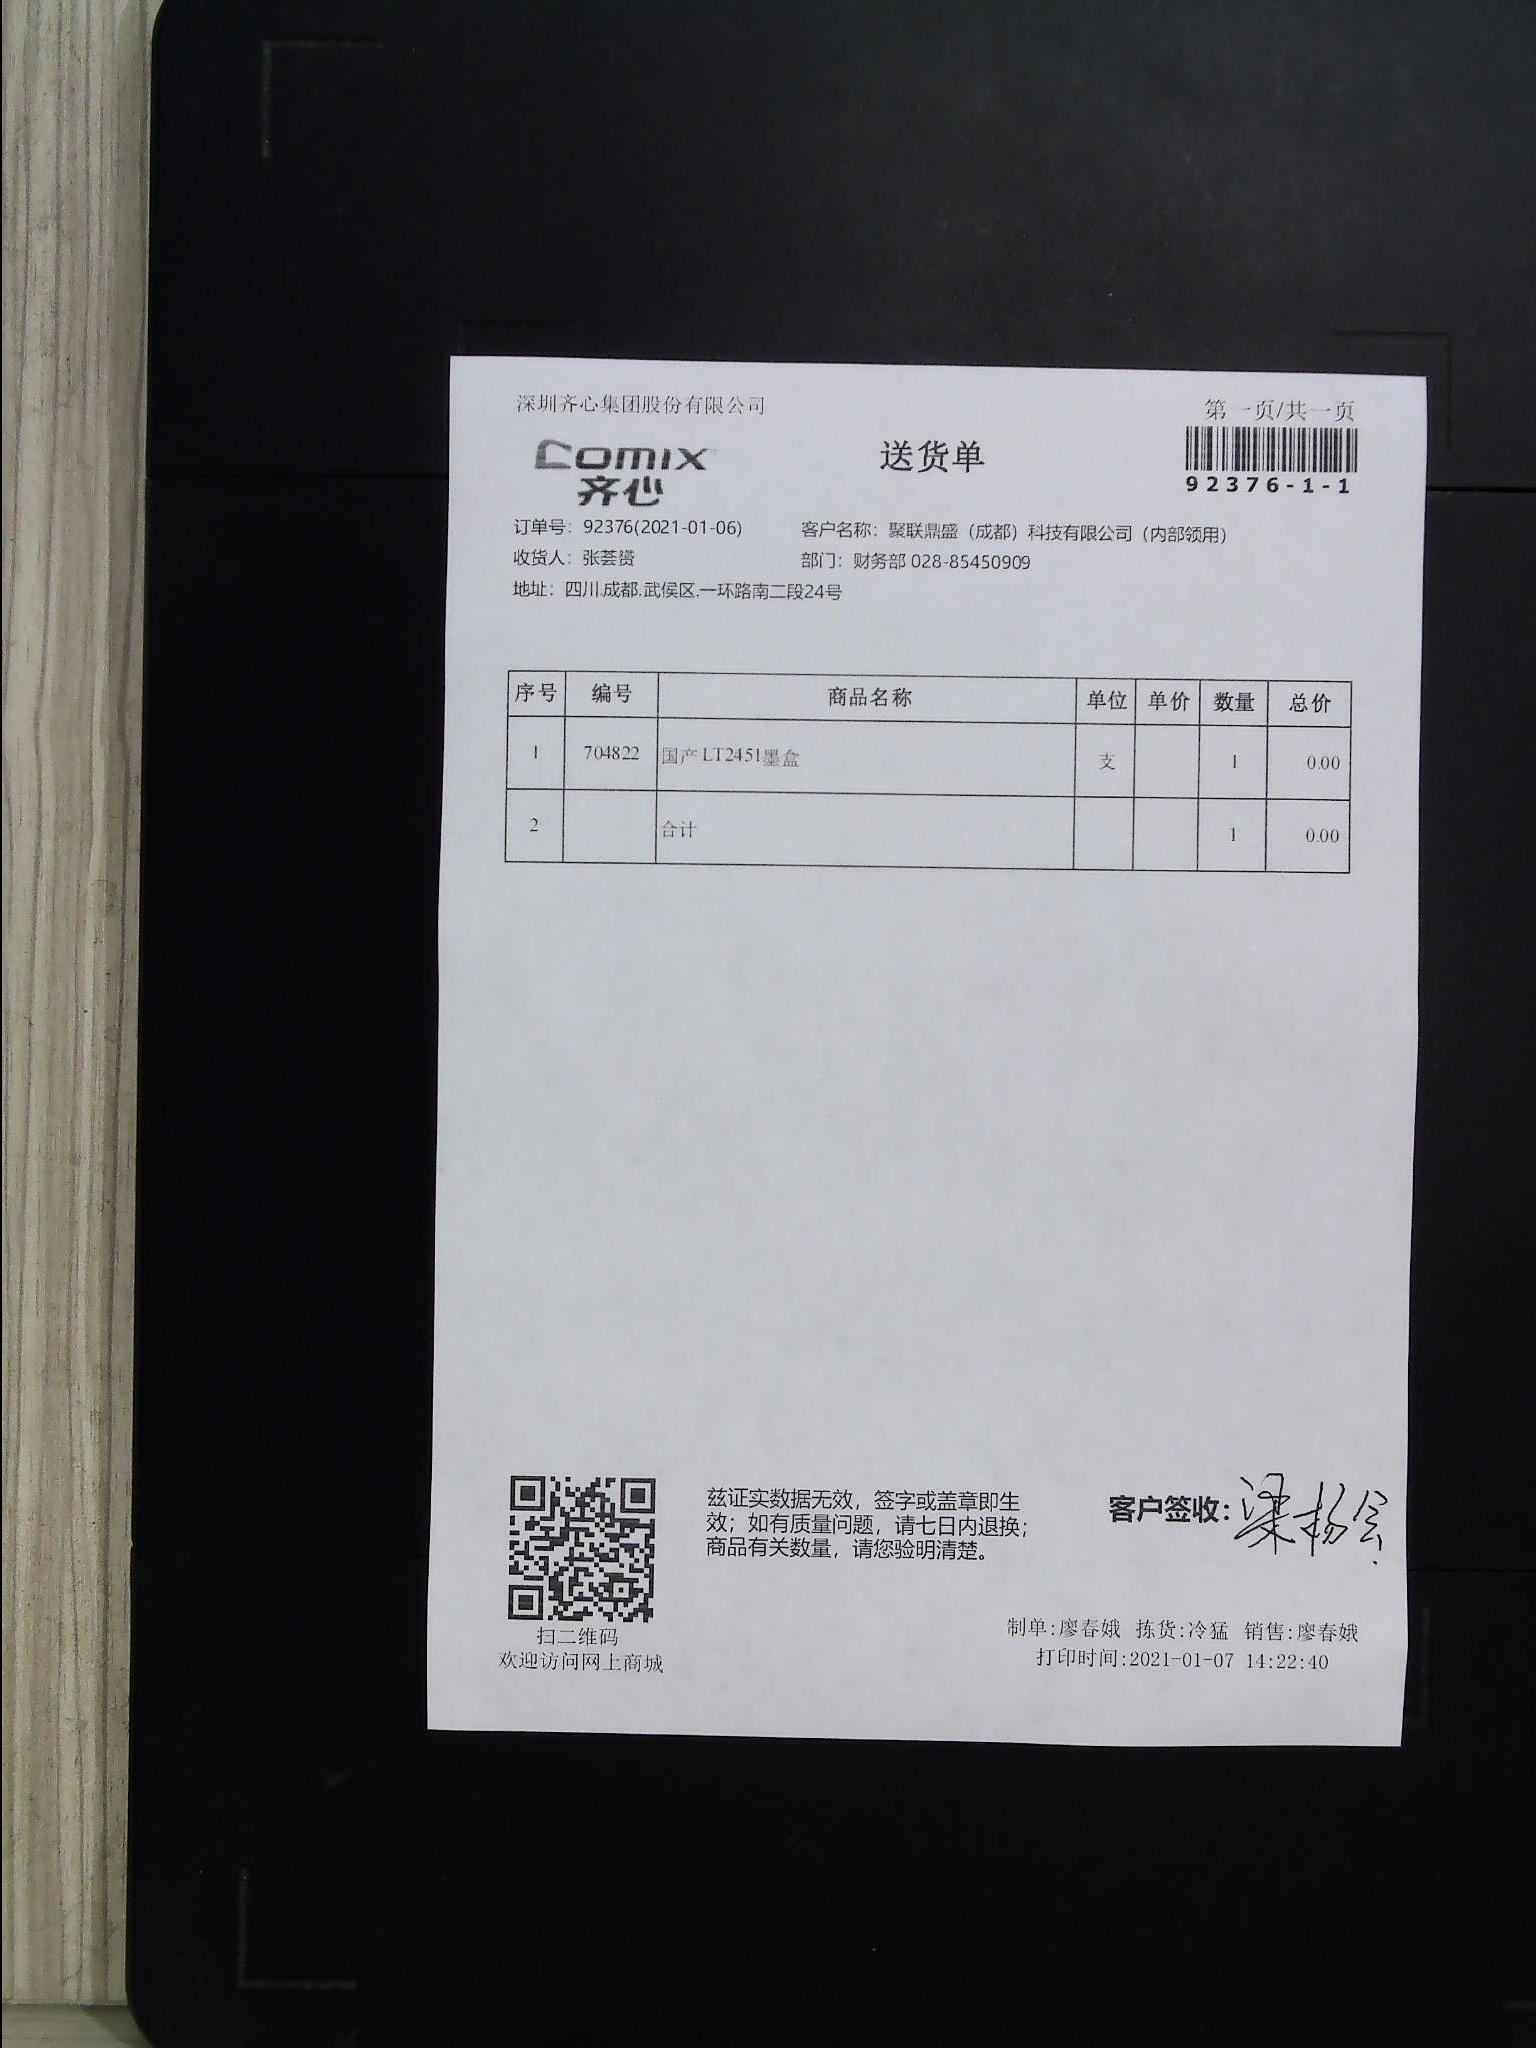 深圳齐心集团股份有限公司
第一页/共一页
comix
齐心
送货单
92376-1-1
订单号：92376(2021-01-06) 客户名称：聚联鼎盛（成都）科技有限公司（内部领用）
收货人：张荟赟 部门：财务部 028-85450909
地址：四川.成都.武侯区.一环路南二段24号
序号 编号 商品名称 单位 单价 数量 总价
1 704822 国产 LT2451墨盒 支 1 0.00
2 合计 1 0.00
兹证实数据无效，签字或盖章即生
效；如有质量问题，请七日内退换；
商品有关数量，请您验明清楚。
客户签收：
扫二维码
欢迎访问网上商城
制单:廖春娥 拣货:冷猛 销售:廖春娥
打印时间:2021-01-07 14:22:40